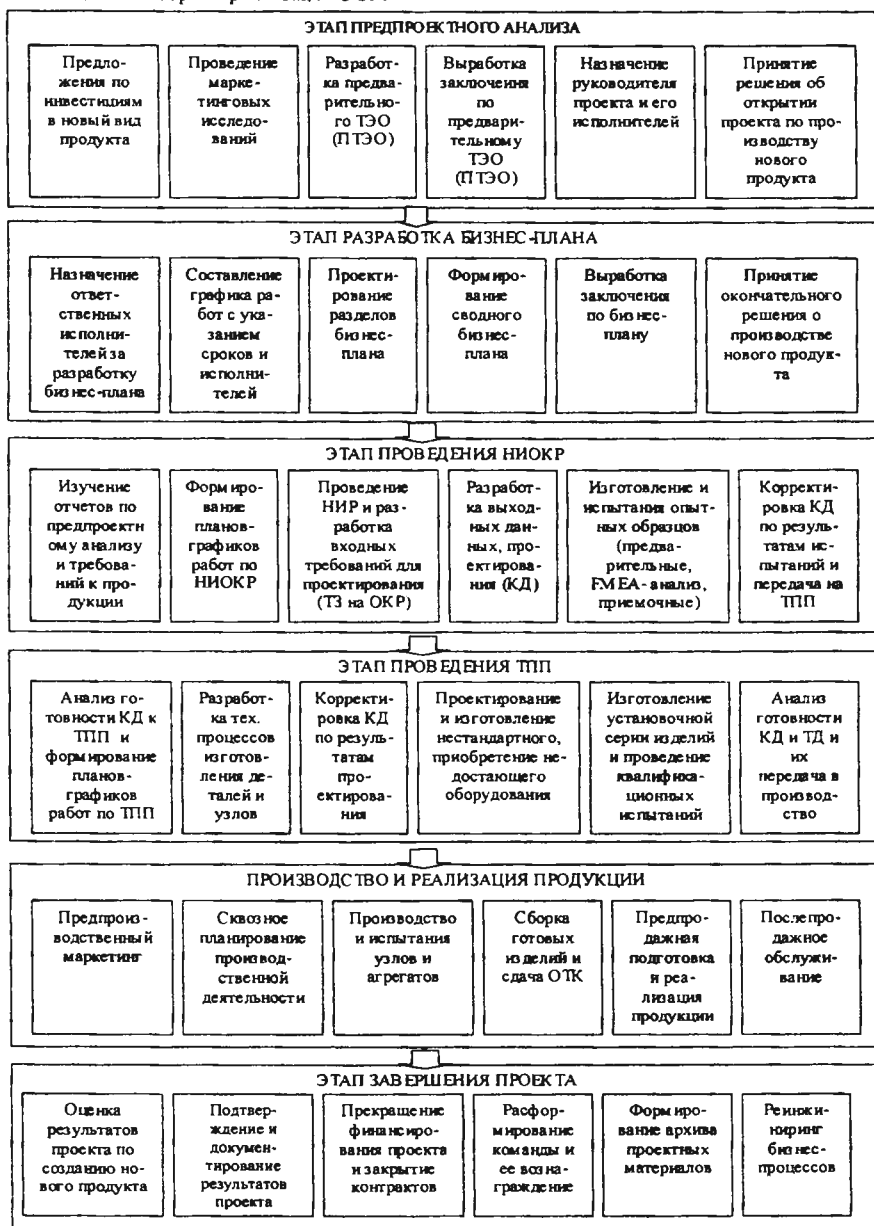 ЭТАП ПРЕДПРОЕКТНОГО АНАЛИЗА
Предло-
жения по
инвестициям
в новый вид
продукта
Проведение
марке-
тинговых
исследо-
ваний
Разработ-
ка предва-
рительно-
го ТЭО
(ПТЭО)
Выработка
заключения
по
предвари-
тельному
ТЭО
(ПТЭО)
Назначение
руководителя
проекта и его
исполнителей
Принятие
решения об
открытии
проекта по про-
изводству
нового
продукта
ЭТАП РАЗРАБОТКА БИЗНЕС-ПЛАНА
Назначение
ответ-
ственных
исполни-
телей за
разработку
бизнес-плана
Составление
графика ра-
бот с ука-
занием
сроков и
исполни-
телей
Проекти-
рование
разделов
бизнес-
плана
Формиро-
вание
сводного
бизнес-
плана
Выработка
заключения
по бизнес-
плану
Принятие
окончательного
решения о
производстве
нового продук-
та
ЭТАП ПРОВЕДЕНИЯ НИОКР
Изучение
отчетов по
предпроектн
ому анализу
и требова-
ний к про-
дукции
Формиро-
вание
планов-
графиков
работ по
НИОКР
Проведение
НИР и раз-
работка
входных
требований для
проектирования
(ТЗ на ОКР)
Разработ-
ка выход-
ных дан-
ных, про-
ектирова-
ния (КД)
Изготовление и
испытания опыт-
ных образцов
(предва-
рительные,
FMEA-анализ,
приемочные)
Корректи-
ровка КД
по резуль-
татам ис-
пытаний и
передача на
ТПП
ЭТАП ПРОВЕДЕНИЯ ТПП
Анализ го-
товности КД к
ТПП и
формирование
планов-
графиков
работ по ТПП
Разработ-
ка тех.
процессов
изготов-
ления де-
талей и
узлов
Корректи-
ровка КД
по резуль-
татам
про-
ектирова-
ния
Проектирование
и изготовление
нестандартного,
приобретение не-
достающего
оборудования
Изготовление
установочной
серии изделий
и проведение
квалифика-
ционных
испытаний
Анализ
готовности
КД и ТД и
их
передача в
производ-
ство
ПРОИЗВОДСТВО И РЕАЛИЗАЦИЯ ПРОДУКЦИИ
Предпроиз-
водственный
маркетинг
Сквозное
планирование
производ-
ственной
деятельности
Производство
и испытания
узлов и
агрегатов
Сборка
готовых
изделий и
сдача ОТК
Предпро-
дажная
подготовка
и реа-
лизация
продукции
Послепро-
дажное
обслужи-
вание
ЭТАП ЗАВЕРШЕНИЯ ПРОЕКТА
Оценка
результатов
проекта по
созданию но-
вого продукта
Подтвер-
ждение и
докумен-
тирование
результатов
проекта
Прекращение
финансиро-
вания проекта
и закрытие
контрактов
Расфор-
мирование
команды и
ее возна-
граждение
Формиро-
вание архива
проектных
материалов
Реинжи-
ниринг
бизнес-
процессов